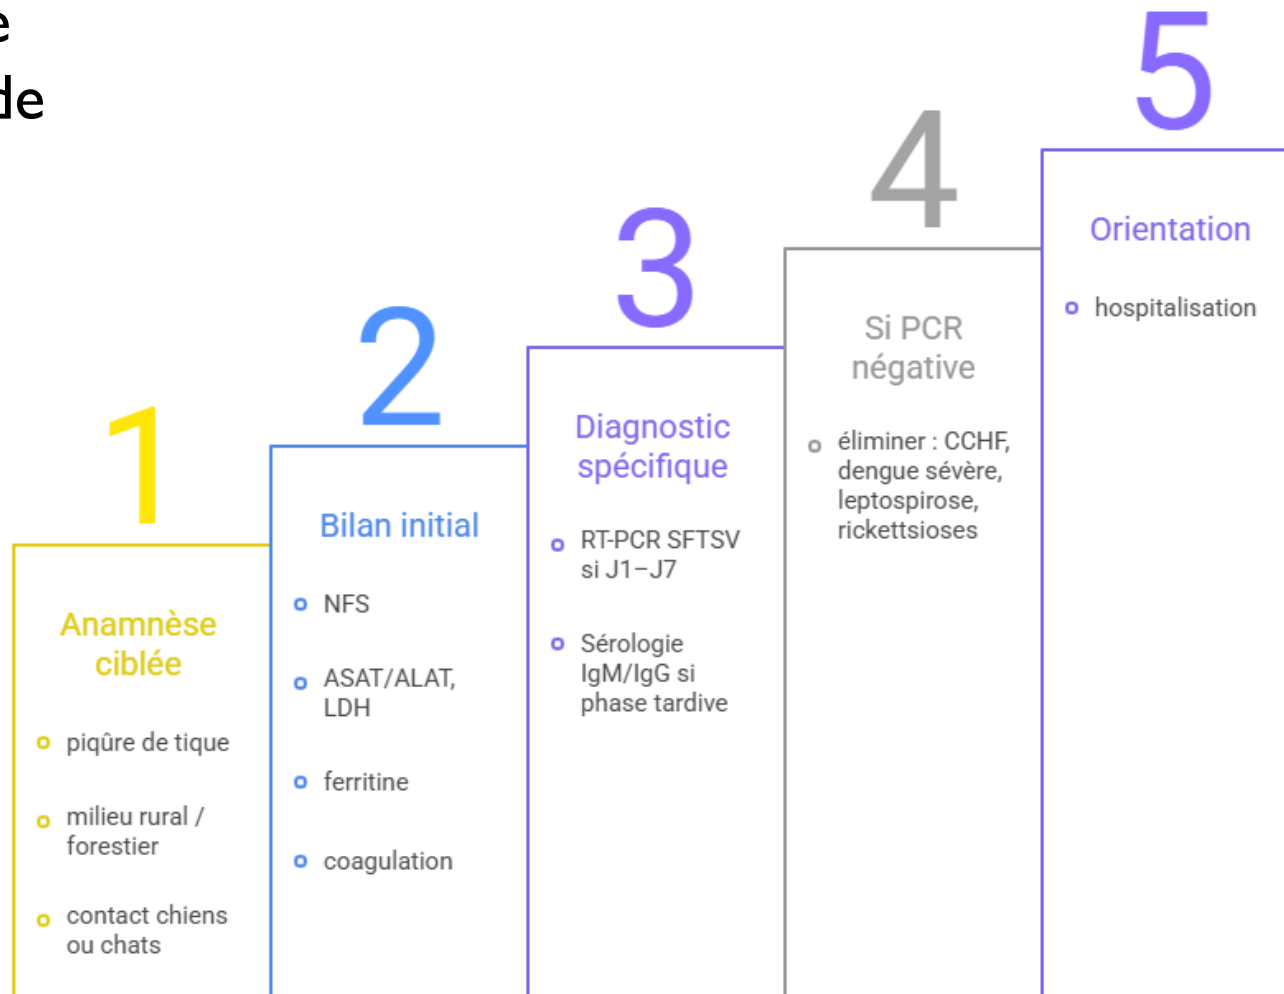 de
1
Anamnèse
ciblée
piqûre de tique
milieu rural /
forestier
contact chiens
ou chats
2
Bilan initial
NFS
ASAT/ALAT,
LDH
ferritine
coagulation
3
Diagnostic
spécifique
RT-PCR SFTSV
si J1–J7
Sérologie
IgM/IgG si
phase tardive
4
Si PCR
négative
éliminer : CCHF,
dengue sévère,
leptospirose,
rickettsioses
5
Orientation
hospitalisation